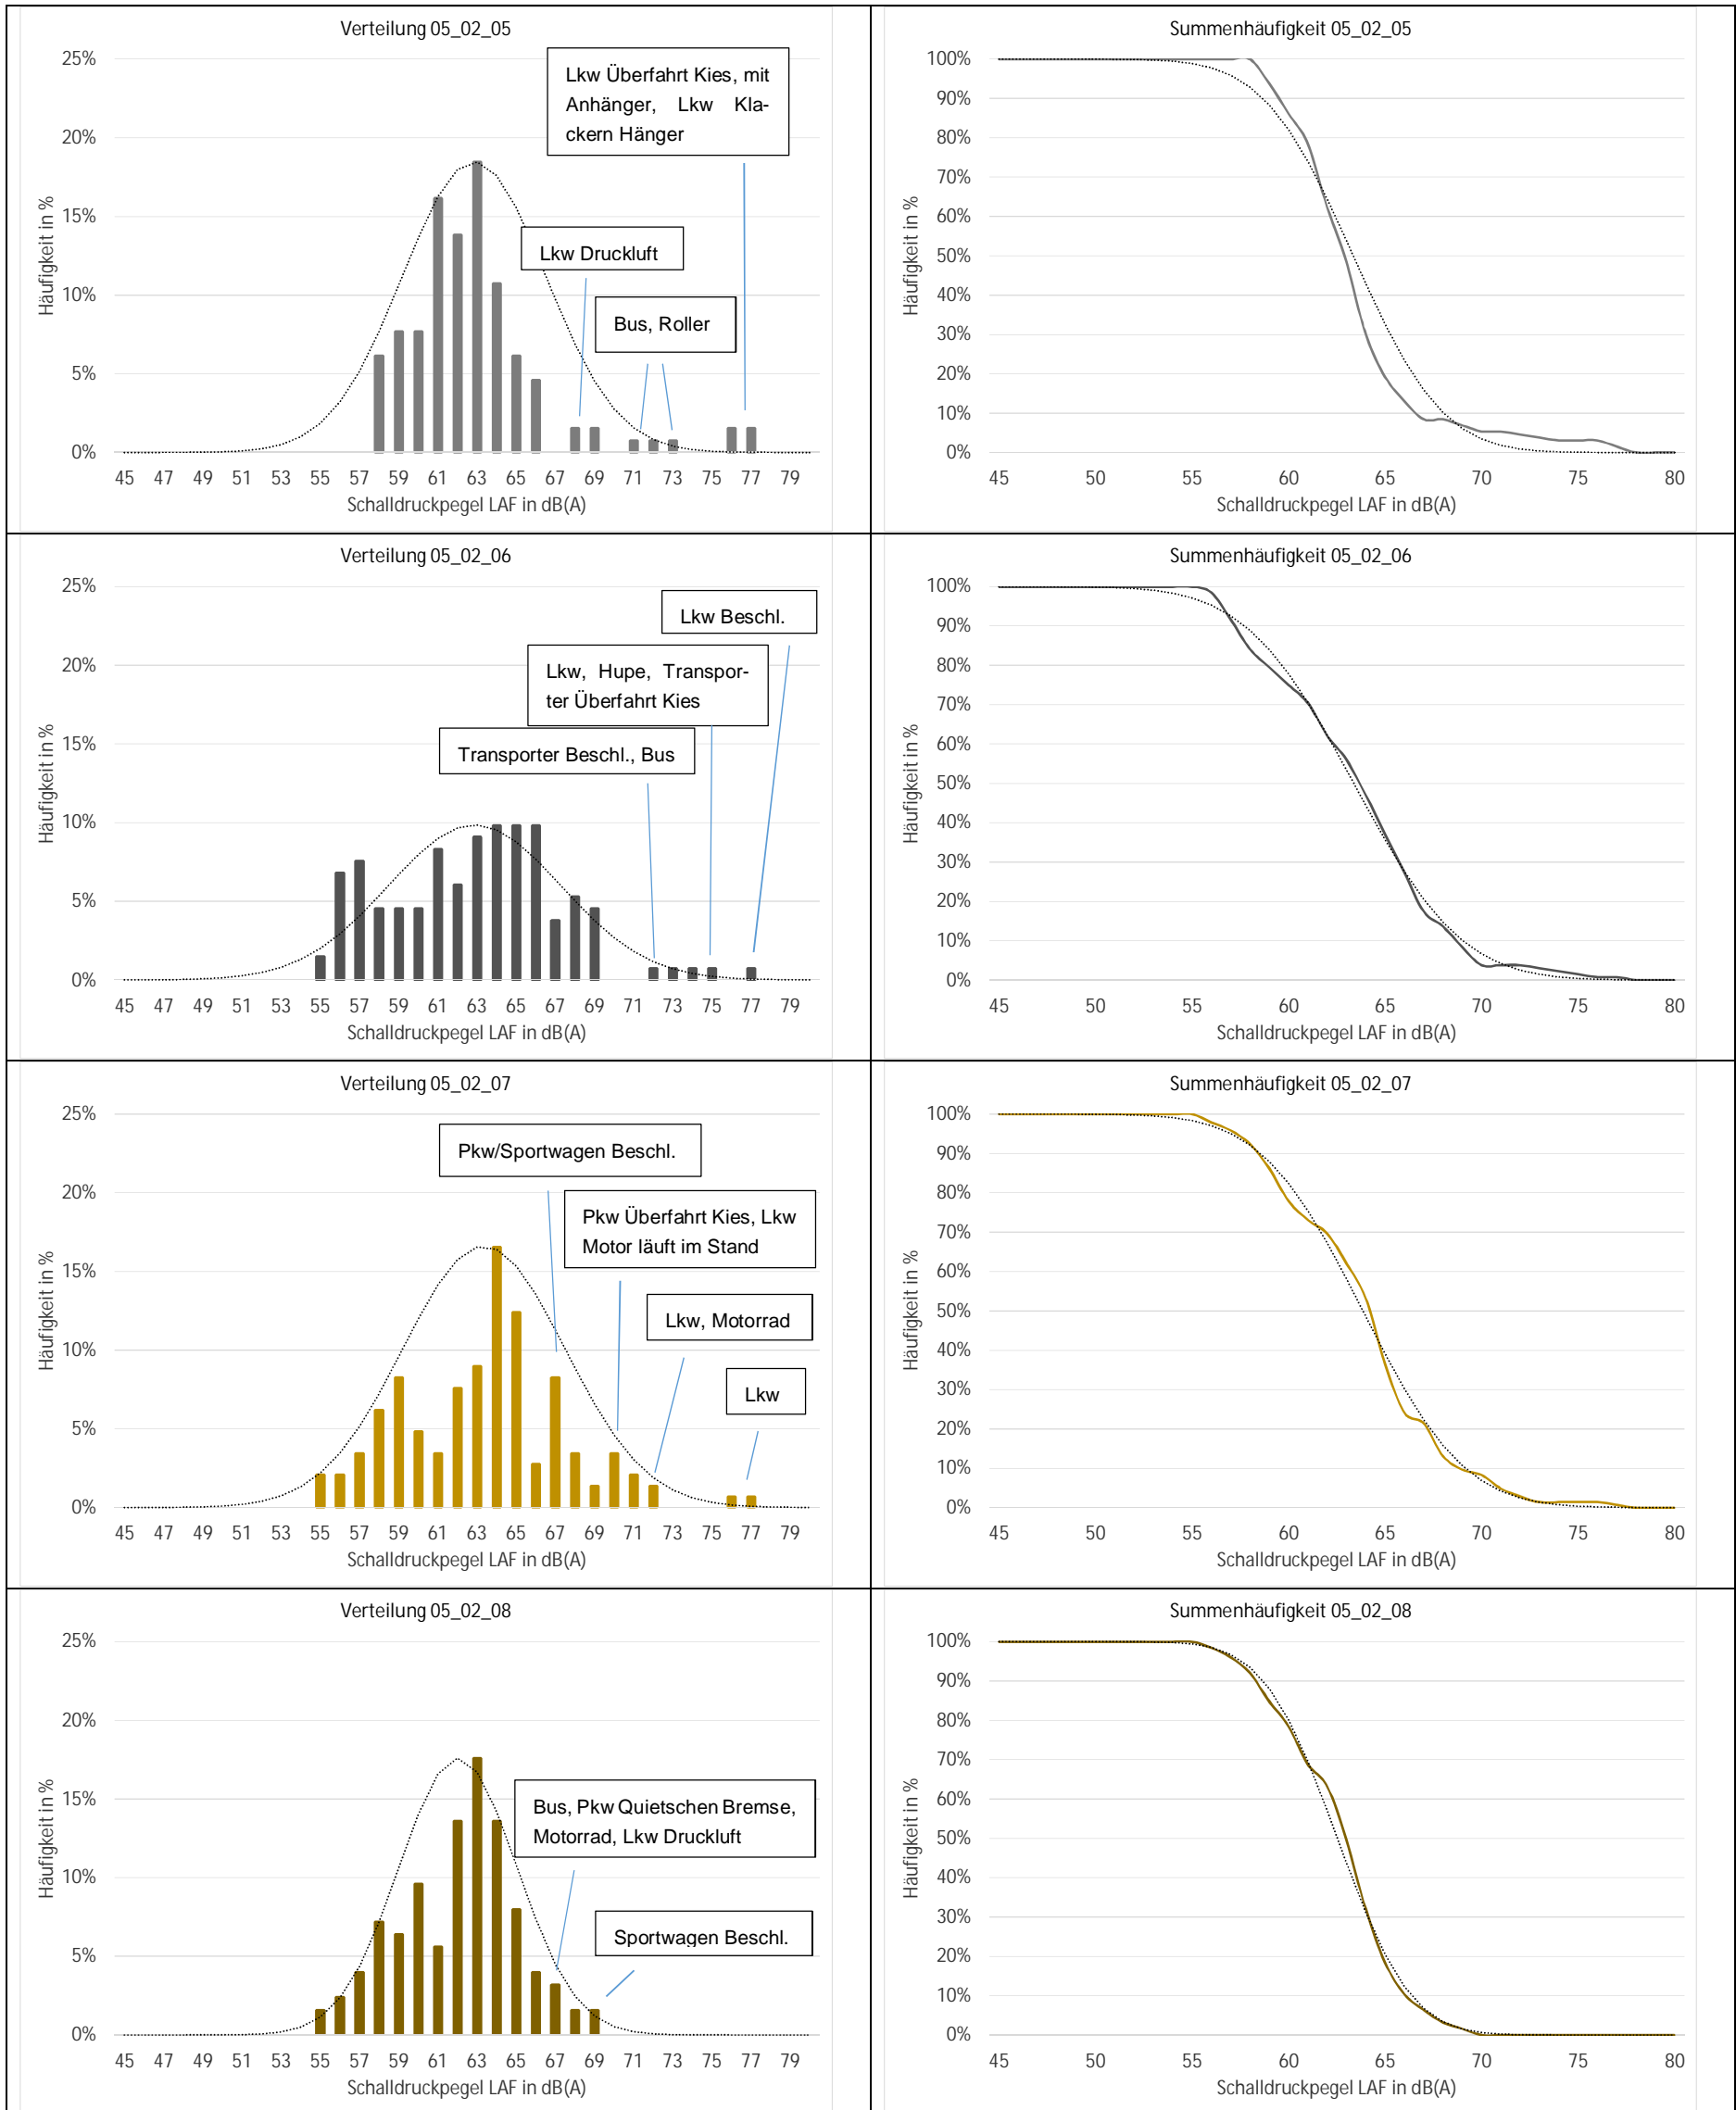 Verteilung 05_02_05
25%
20%
15%
10%
5%
0%
Häufigkeit in %
Lkw Überfahrt Kies, mit
Anhänger, Lkw Kla-
ckern Hänger
Lkw Druckluft
Bus, Roller
45 47 49 51 53 55 57 59 61 63 65 67 69 71 73 75 77 79
Schalldruckpegel LAF in dB(A)
Summenhäufigkeit 05_02_05
100%
90%
80%
70%
60%
50%
40%
30%
20%
10%
0%
Häufigkeit in %
45 50 55 60 65 70 75 80
Schalldruckpegel LAF in dB(A)
Verteilung 05_02_06
25%
20%
15%
10%
5%
0%
Häufigkeit in %
Lkw Beschl.
Lkw, Hupe, Transpor-
ter Überfahrt Kies
Transporter Beschl., Bus
45 47 49 51 53 55 57 59 61 63 65 67 69 71 73 75 77 79
Schalldruckpegel LAF in dB(A)
Summenhäufigkeit 05_02_06
100%
90%
80%
70%
60%
50%
40%
30%
20%
10%
0%
Häufigkeit in %
45 50 55 60 65 70 75 80
Schalldruckpegel LAF in dB(A)
Verteilung 05_02_07
25%
20%
15%
10%
5%
0%
Häufigkeit in %
Pkw/Sportwagen Beschl.
Pkw Überfahrt Kies, Lkw
Motor läuft im Stand
Lkw, Motorrad
Lkw
45 47 49 51 53 55 57 59 61 63 65 67 69 71 73 75 77 79
Schalldruckpegel LAF in dB(A)
Summenhäufigkeit 05_02_07
100%
90%
80%
70%
60%
50%
40%
30%
20%
10%
0%
Häufigkeit in %
45 50 55 60 65 70 75 80
Schalldruckpegel LAF in dB(A)
Verteilung 05_02_08
25%
20%
15%
10%
5%
0%
Häufigkeit in %
Bus, Pkw Quietschen Bremse,
Motorrad, Lkw Druckluft
Sportwagen Beschl.
45 47 49 51 53 55 57 59 61 63 65 67 69 71 73 75 77 79
Schalldruckpegel LAF in dB(A)
Summenhäufigkeit 05_02_08
100%
90%
80%
70%
60%
50%
40%
30%
20%
10%
0%
Häufigkeit in %
45 50 55 60 65 70 75 80
Schalldruckpegel LAF in dB(A)